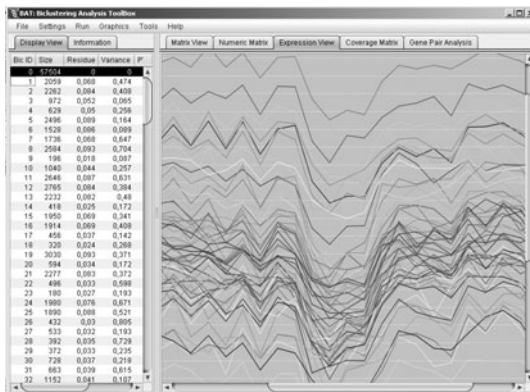 BAT: Biclustering Analysis ToolBox
File Settings Run Graphics Tools Help
Display View Information
Matrix View Numeric Matrix Expression View Coverage Matrix Gene Pair Analysis
Bic ID Size Residue Variance
0 57504 0 0
1 2059 0,068 0,474
2 2262 0,084 0,408
3 972 0,052 0,065
4 629 0,05 0,256
5 2496 0,089 0,164
6 1528 0,086 0,089
7 1736 0,068 0,647
8 2584 0,093 0,704
9 196 0,018 0,087
10 1040 0,044 0,257
11 2646 0,087 0,631
12 2765 0,084 0,384
13 2232 0,082 0,48
14 418 0,025 0,172
15 1950 0,069 0,341
16 1914 0,069 0,408
17 456 0,037 0,142
18 320 0,024 0,268
19 3030 0,093 0,371
20 594 0,034 0,172
21 2277 0,083 0,372
22 496 0,033 0,598
23 180 0,027 0,193
24 1980 0,076 0,671
25 1890 0,088 0,521
26 432 0,03 0,805
27 533 0,032 0,193
28 392 0,035 0,729
29 372 0,033 0,235
30 728 0,037 0,218
31 663 0,039 0,615
32 1152 0,041 0,107